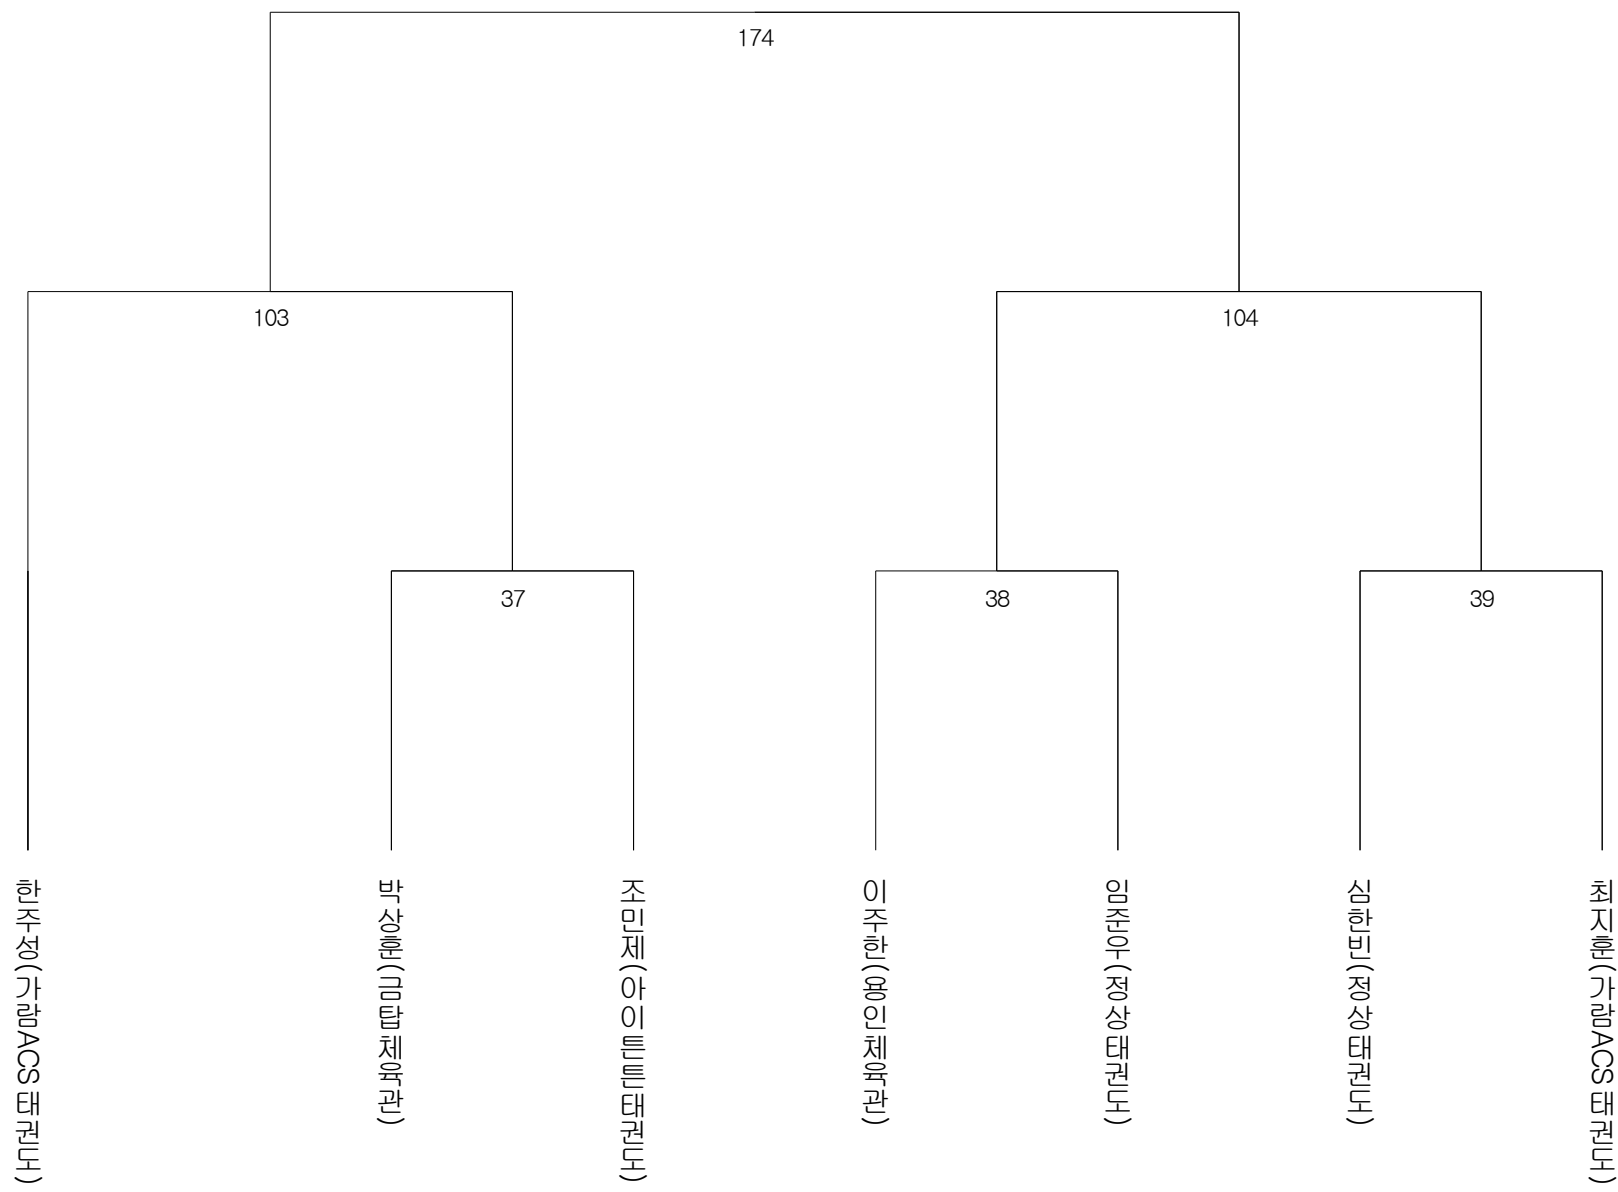 174
103
104
37
38
39
한주성(가람ACS태권도)
박상훈(금탑체육관)
조민제(아이튼튼태권도)
이주한(용인체육관)
임준우(정상태권도)
심한빈(정상태권도)
최지훈(가람ACS태권도)